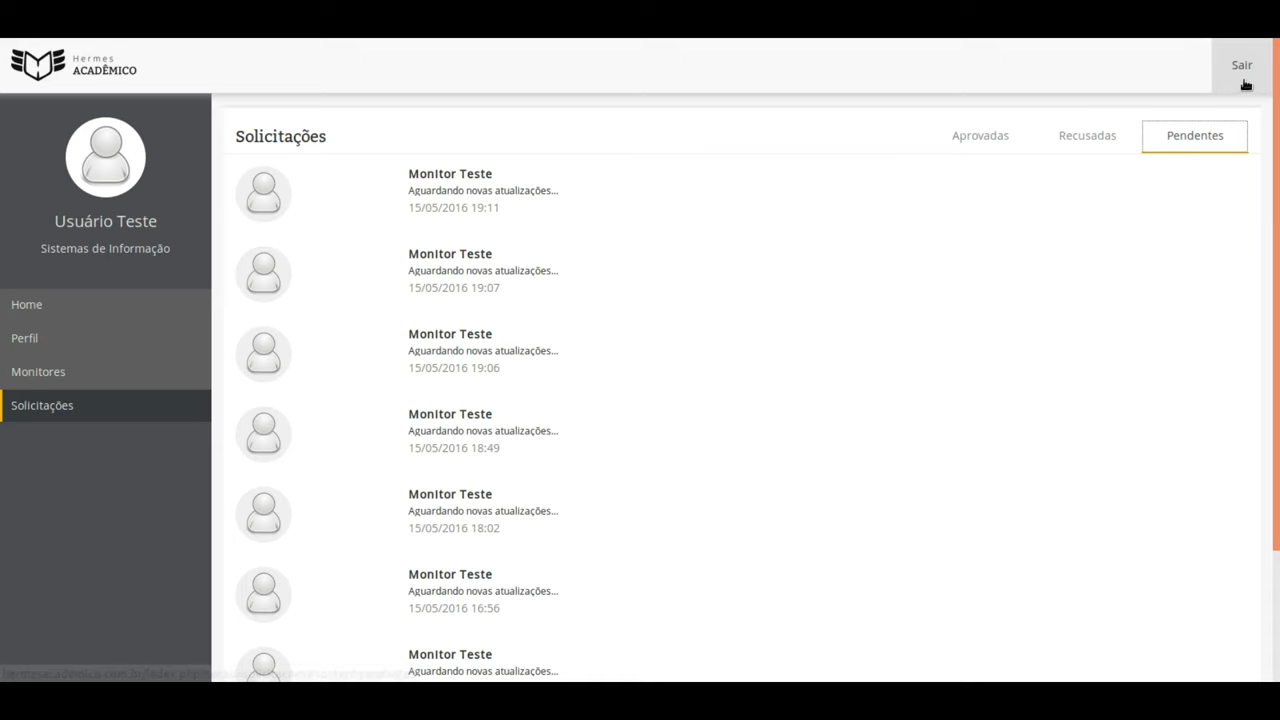 Hermes
ACADÊMICO
Sair
Usuário Teste
Sistemas de Informação
Home
Perfil
Monitores
Solicitações
Solicitações
Aprovadas
Recusadas
Pendentes
Monitor Teste
Aguardando novas atualizações...
15/05/2016 19:11
Monitor Teste
Aguardando novas atualizações...
15/05/2016 19:07
Monitor Teste
Aguardando novas atualizações...
15/05/2016 19:06
Monitor Teste
Aguardando novas atualizações...
15/05/2016 18:49
Monitor Teste
Aguardando novas atualizações...
15/05/2016 18:02
Monitor Teste
Aguardando novas atualizações...
15/05/2016 16:56
Monitor Teste
Aguardando novas atualizações...